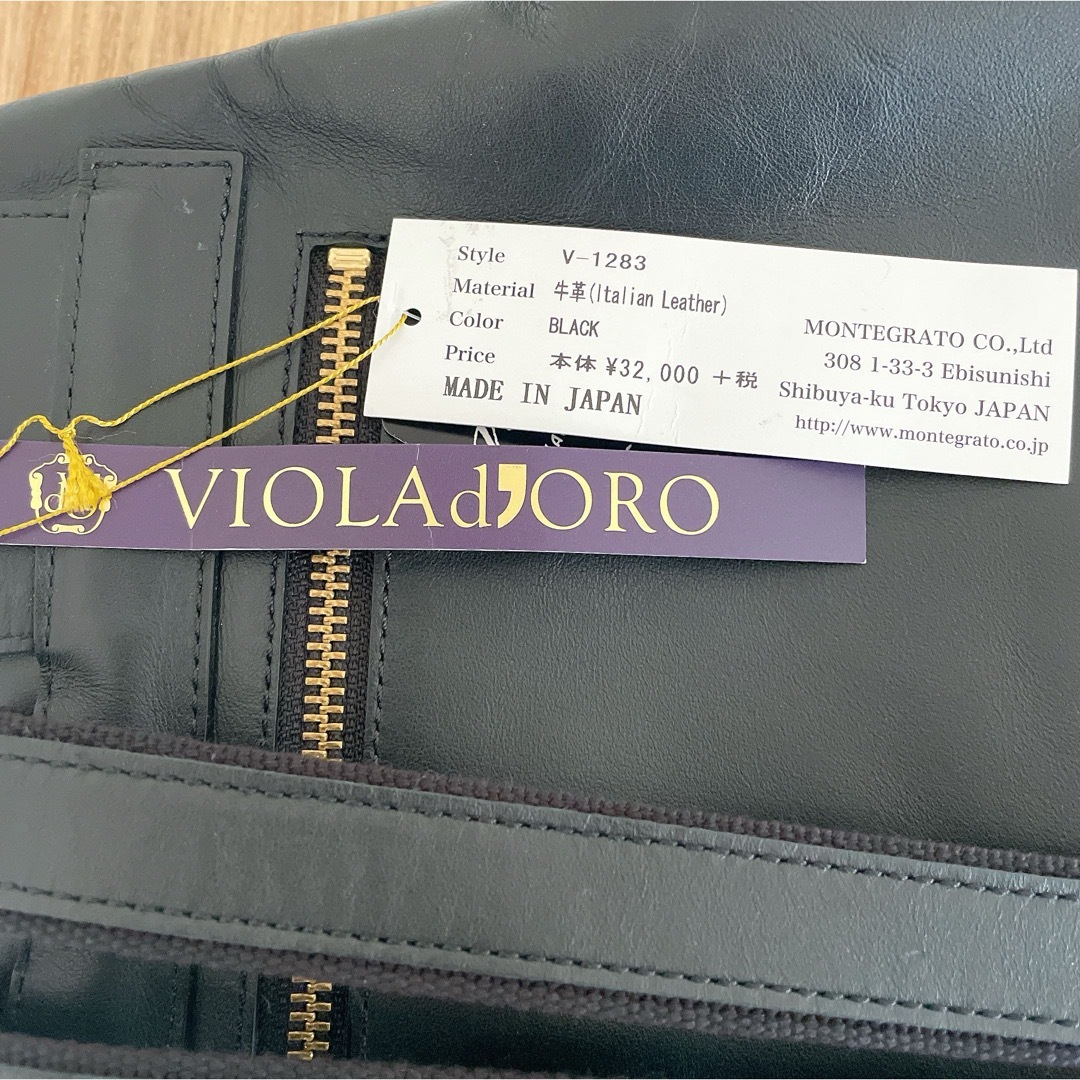 Style V-1283
Material 牛革(Italian Leather)
Color BLACK
Price 本体 ¥32,000 +税
MADE IN JAPAN
MONTEGRATO CO.,Ltd
308 1-33-3 Ebisunishi
Shibuya-ku Tokyo JAPAN
http://www.montegrato.co.jp
VIOLAd'ORO